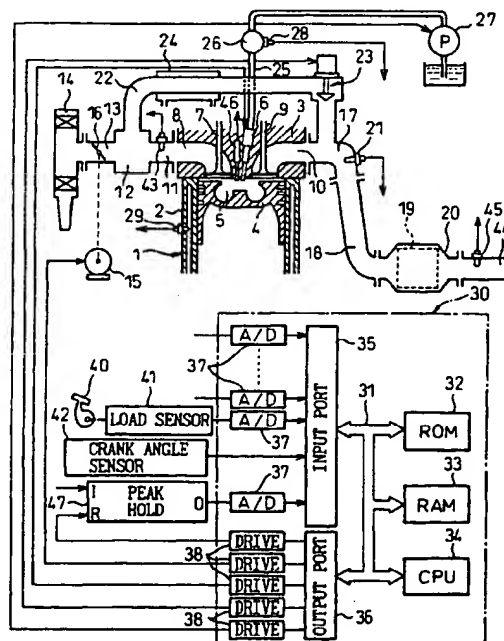 26 28 27
24 25 P
14 22 23
16 13 7 46 6 9 3 17
8 21
43 11 10
12 19 20
2 29 5 4 18 45 44
1 15 30
A/D 35
37 31 32
40 41 A/D ROM
LOAD SENSOR A/D
42 37 INPUT PORT 33
CRANK ANGLE
SENSOR RAM
37
I PEAK
HOLD O A/D 34
47 R
DRIVE CPU
38 DRIVE
DRIVE
DRIVE OUTPUT PORT
38 DRIVE 36